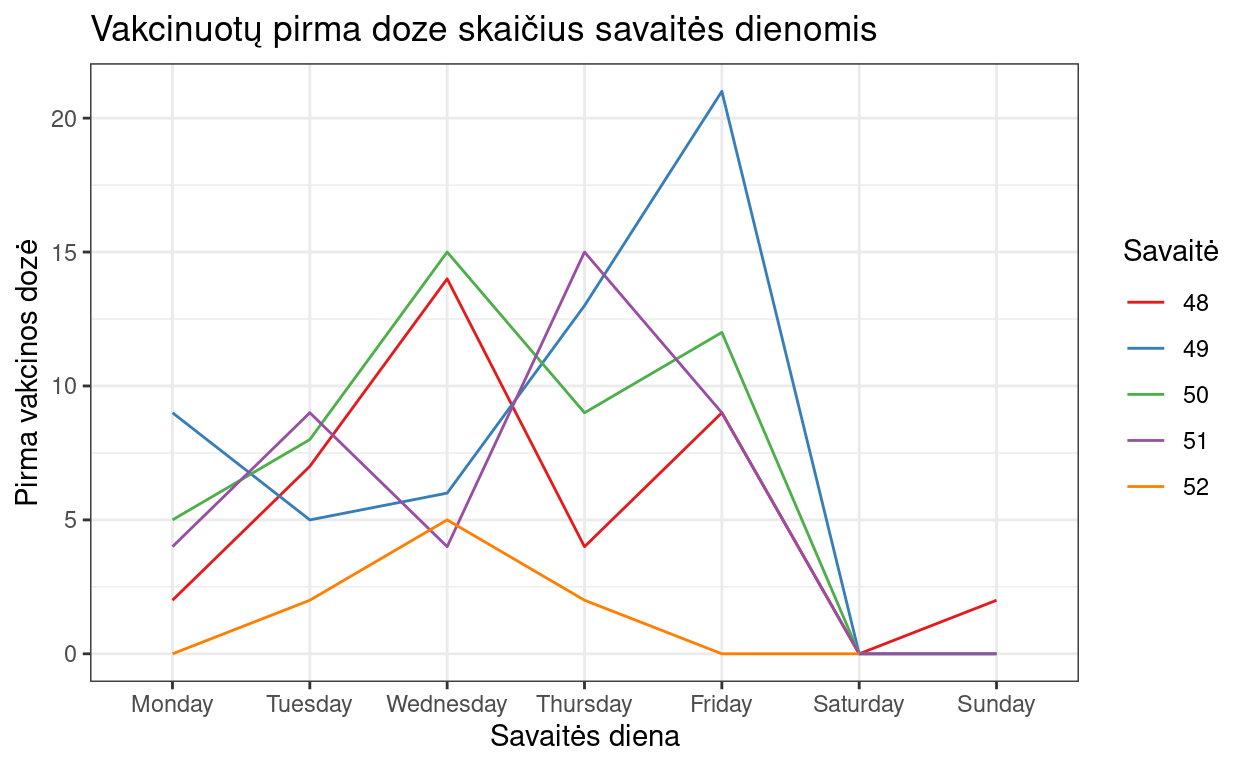 Vakcinuotų pirma doze skaičius savaitės dienomis
Pirma vakcinos dozė
20
15
10
5
0
Monday Tuesday Wednesday Thursday Friday Saturday Sunday
Savaitės diena
Savaitė
48
49
50
51
52